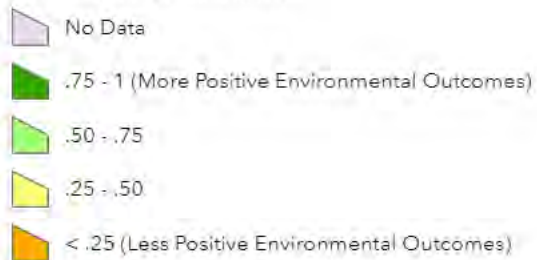 No Data
.75 - 1 (More Positive Environmental Outcomes)
.50 - .75
.25 - .50
< .25 (Less Positive Environmental Outcomes)